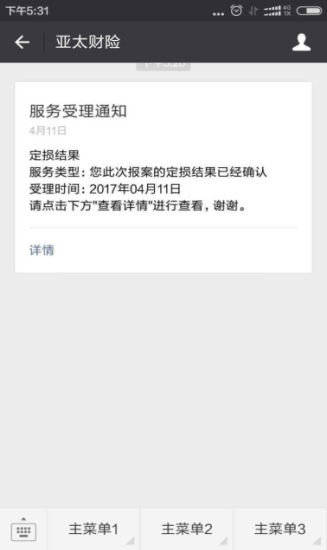 下午5:31
4G
1X
亚太财险
服务受理通知
4月11日
定损结果
服务类型：您此次报案的定损结果已经确认
受理时间：2017年04月11日
请点击下方"查看详情"进行查看，谢谢。
详情
主菜单1
主菜单2
主菜单3